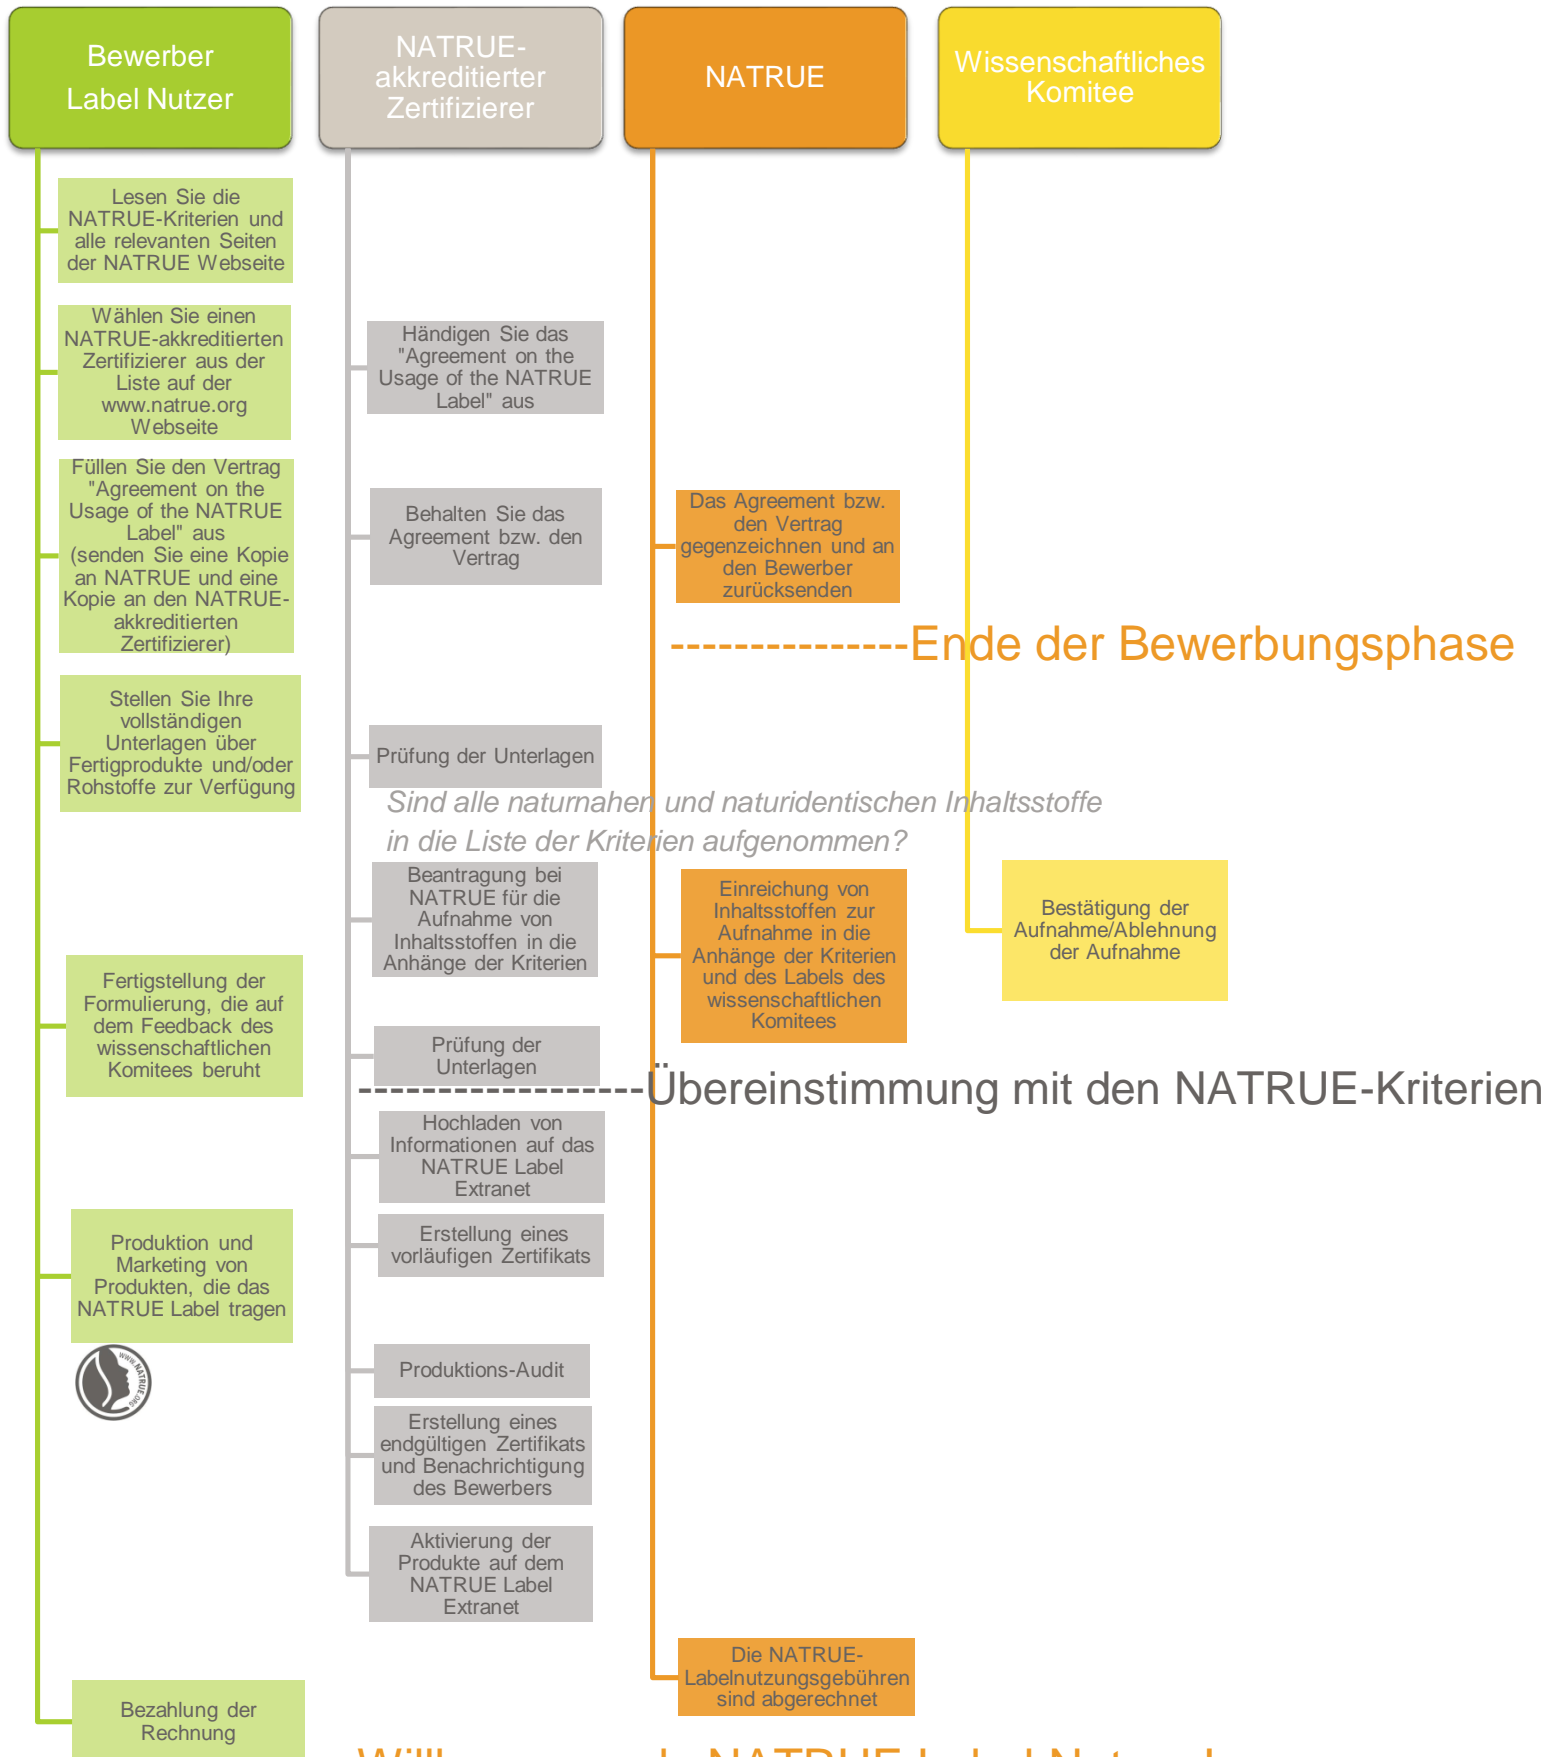 Bewerber
Label Nutzer
NATRUE-
akkreditierter
Zertifizierer
NATRUE
Wissenschaftliches
Komitee
Lesen Sie die
NATRUE-Kriterien und
alle relevanten Seiten
der NATRUE Webseite
Wählen Sie einen
NATRUE-akkreditierten
Zertifizierer aus der
Liste auf der
www.natrue.org
Webseite
Händigen Sie das
"Agreement on the
Usage of the NATRUE
Label" aus
Füllen Sie den Vertrag
"Agreement on the
Usage of the NATRUE
Label" aus
(senden Sie eine Kopie
an NATRUE und eine
Kopie an den NATRUE-
akkreditierten
Zertifizierer)
Behalten Sie das
Agreement bzw. den
Vertrag
Das Agreement bzw.
den Vertrag
gegenzeichnen und an
den Bewerber
zurücksenden
---------------Ende der Bewerbungsphase
Stellen Sie Ihre
vollständigen
Unterlagen über
Fertigprodukte und/oder
Rohstoffe zur Verfügung
Prüfung der Unterlagen
Sind alle naturnahen und naturidentischen Inhaltsstoffe
in die Liste der Kriterien aufgenommen?
Beantragung bei
NATRUE für die
Aufnahme von
Inhaltsstoffen in die
Anhänge der Kriterien
Einreichung von
Inhaltsstoffen zur
Aufnahme in die
Anhänge der Kriterien
und des Labels des
wissenschaftlichen
Komitees
Bestätigung der
Aufnahme/Ablehnung
der Aufnahme
Fertigstellung der
Formulierung, die auf
dem Feedback des
wissenschaftlichen
Komitees beruht
Prüfung der
Unterlagen
------------------Übereinstimmung mit den NATRUE-Kriterien
Hochladen von
Informationen auf das
NATRUE Label
Extranet
Erstellung eines
vorläufigen Zertifikats
Produktion und
Marketing von
Produkten, die das
NATRUE Label tragen
WWW.NATRUE.ORG
Produktions-Audit
Erstellung eines
endgültigen Zertifikats
und Benachrichtigung
des Bewerbers
Aktivierung der
Produkte auf dem
NATRUE Label
Extranet
Die NATRUE-
Labelnutzungsgebühren
sind abgerechnet
Bezahlung der
Rechnung